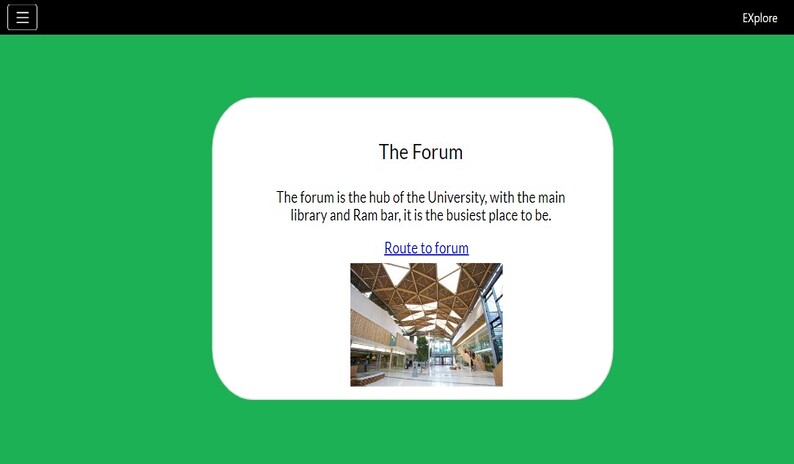 EXplore
The Forum
The forum is the hub of the University, with the main
library and Ram bar, it is the busiest place to be.
Route to forum